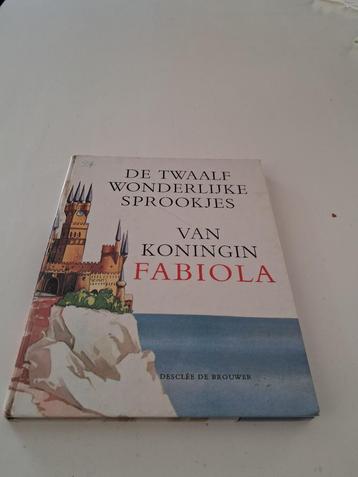 DE TWAALF
WONDERLIJKE
SPROOKJES
VAN
KONINGIN
FABIOLA
DESCLÉE DE BROUWER